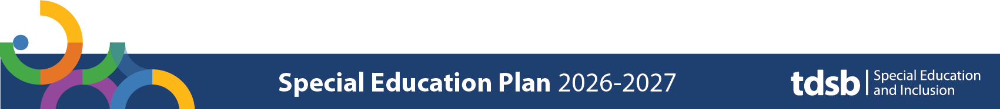 Special Education Plan 2026-2027
tdsb
Special Education
and Inclusion